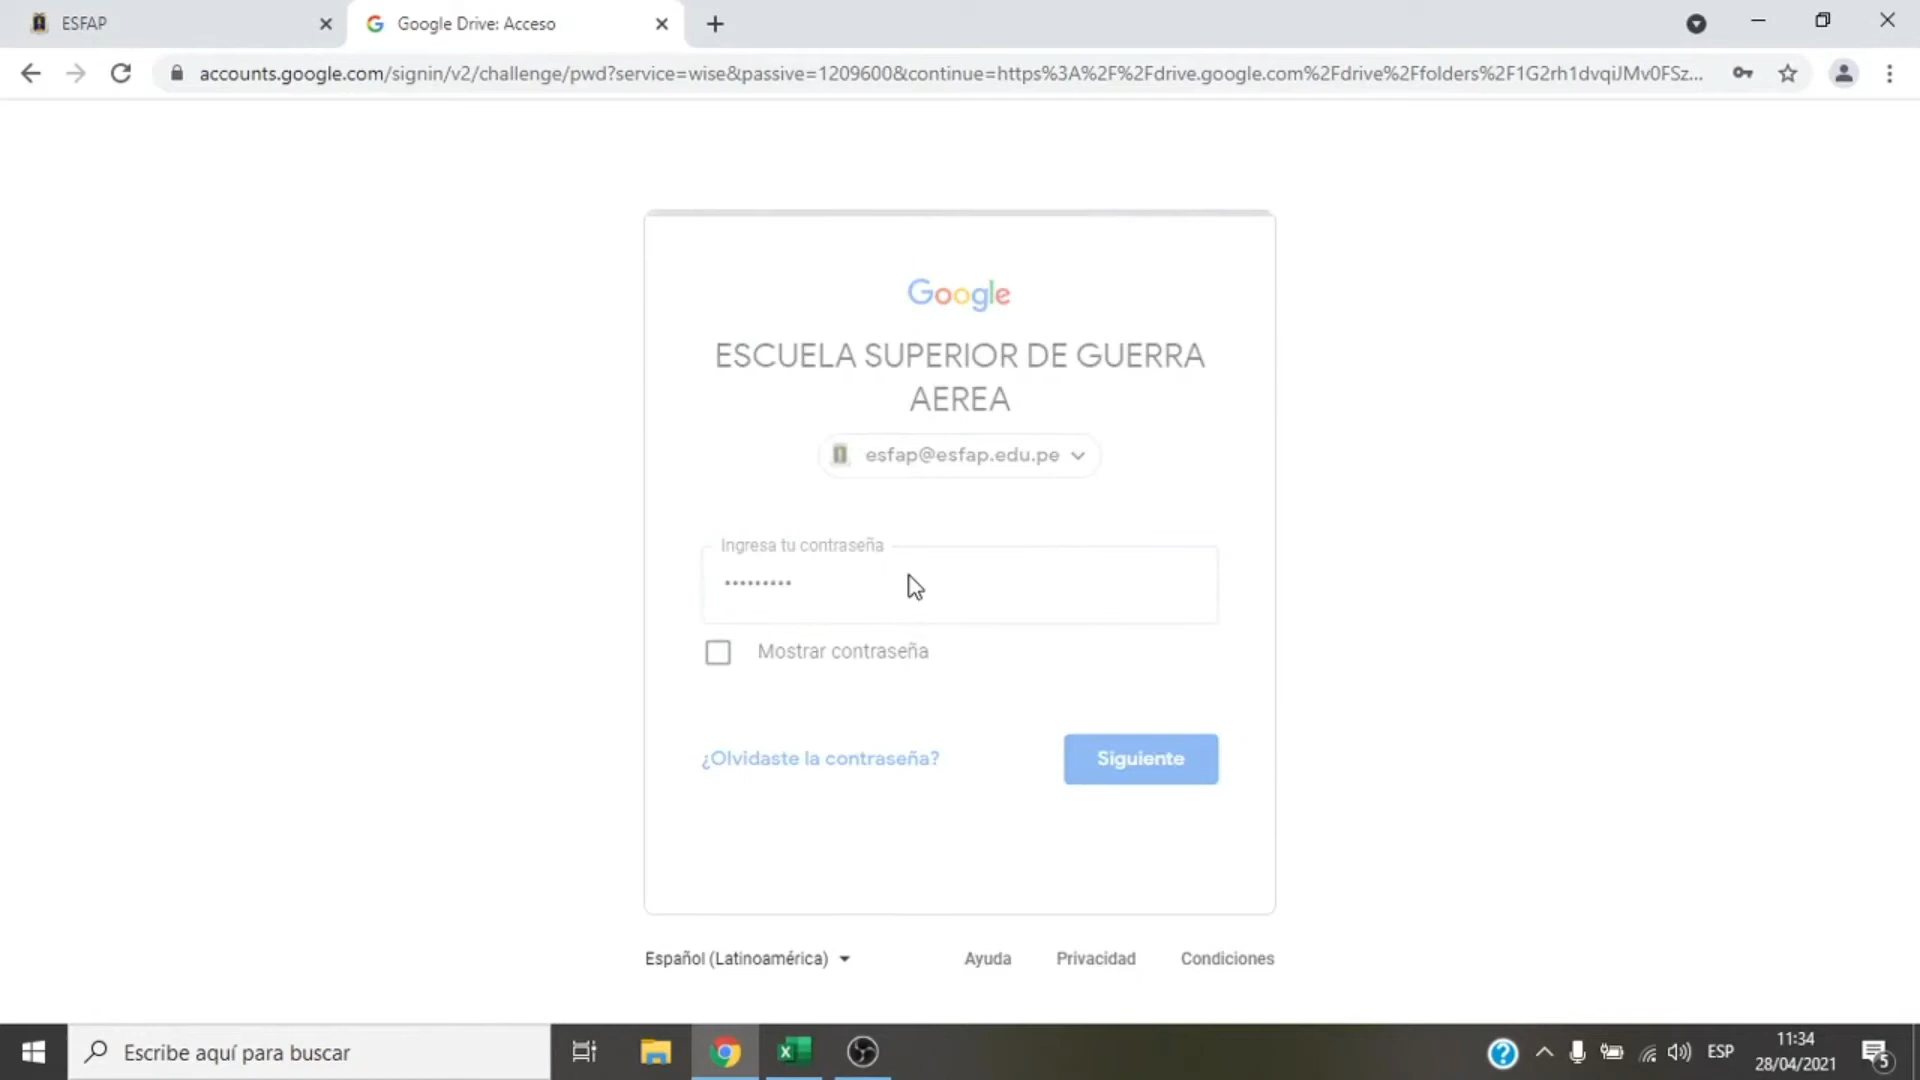 ESFAP
Google Drive: Acceso
accounts.google.com/signin/v2/challenge/pwd?service=wise&passive=1209600&continue=https%3A%2F%2Fdrive.google.com%2Fdrive%2Ffolders%2F1G2rh1dvqiJMv0FSz...
Google
ESCUELA SUPERIOR DE GUERRA
AEREA
esfap@esfap.edu.pe
Ingresa tu contraseña
•••••••••
Mostrar contraseña
¿Olvidaste la contraseña?
Siguiente
Español (Latinoamérica)
Ayuda
Privacidad
Condiciones
Escribe aquí para buscar
ESP
11:34
28/04/2021
5